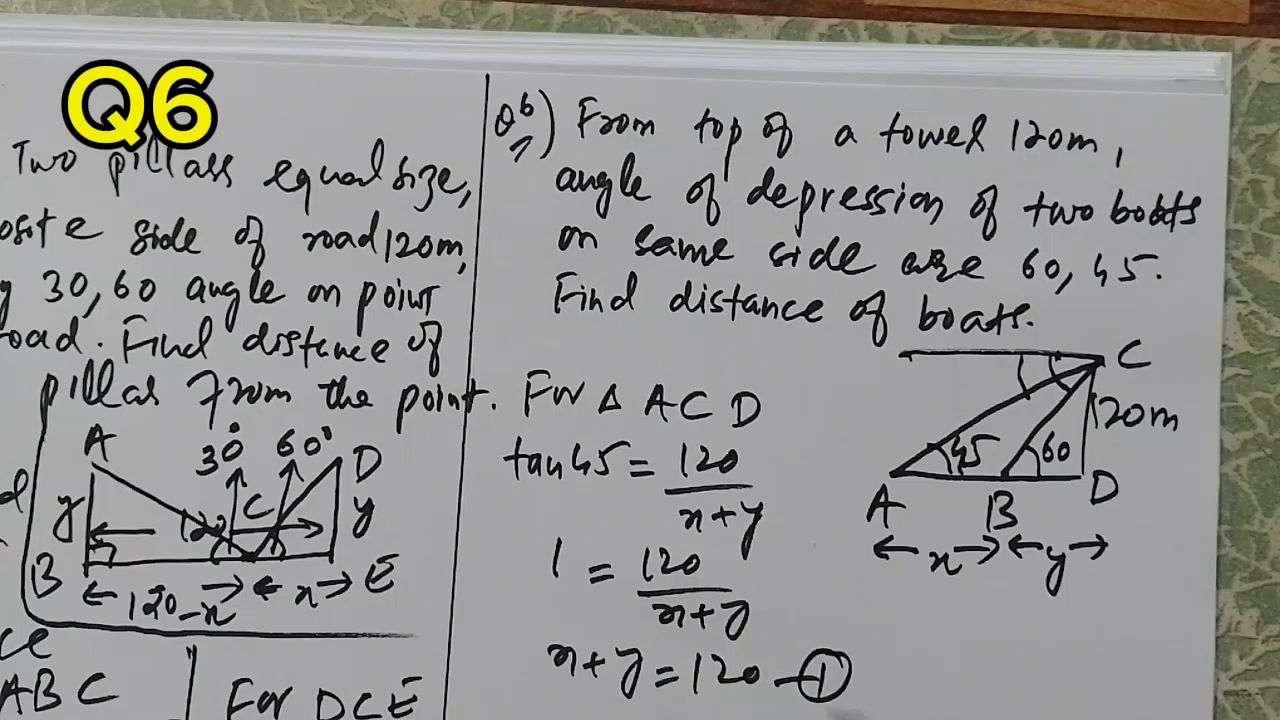 Q6
Two pillars equal size,
osite side of road 120m,
g 30,60 angle on point
road. Find distance of
pillar from the point.
A 30° 60° D
y 120 C y
B E
120-x x
ce
ABC
For DCE
Q6) From top of a tower 120m,
angle of depression of two boats
on same side are 60, 45.
Find distance of boats.
For Δ ACD
tan45 = 120
x+y
1 = 120
x+y
x+y = 120 - ①
C
120m
45 60
A B D
x y